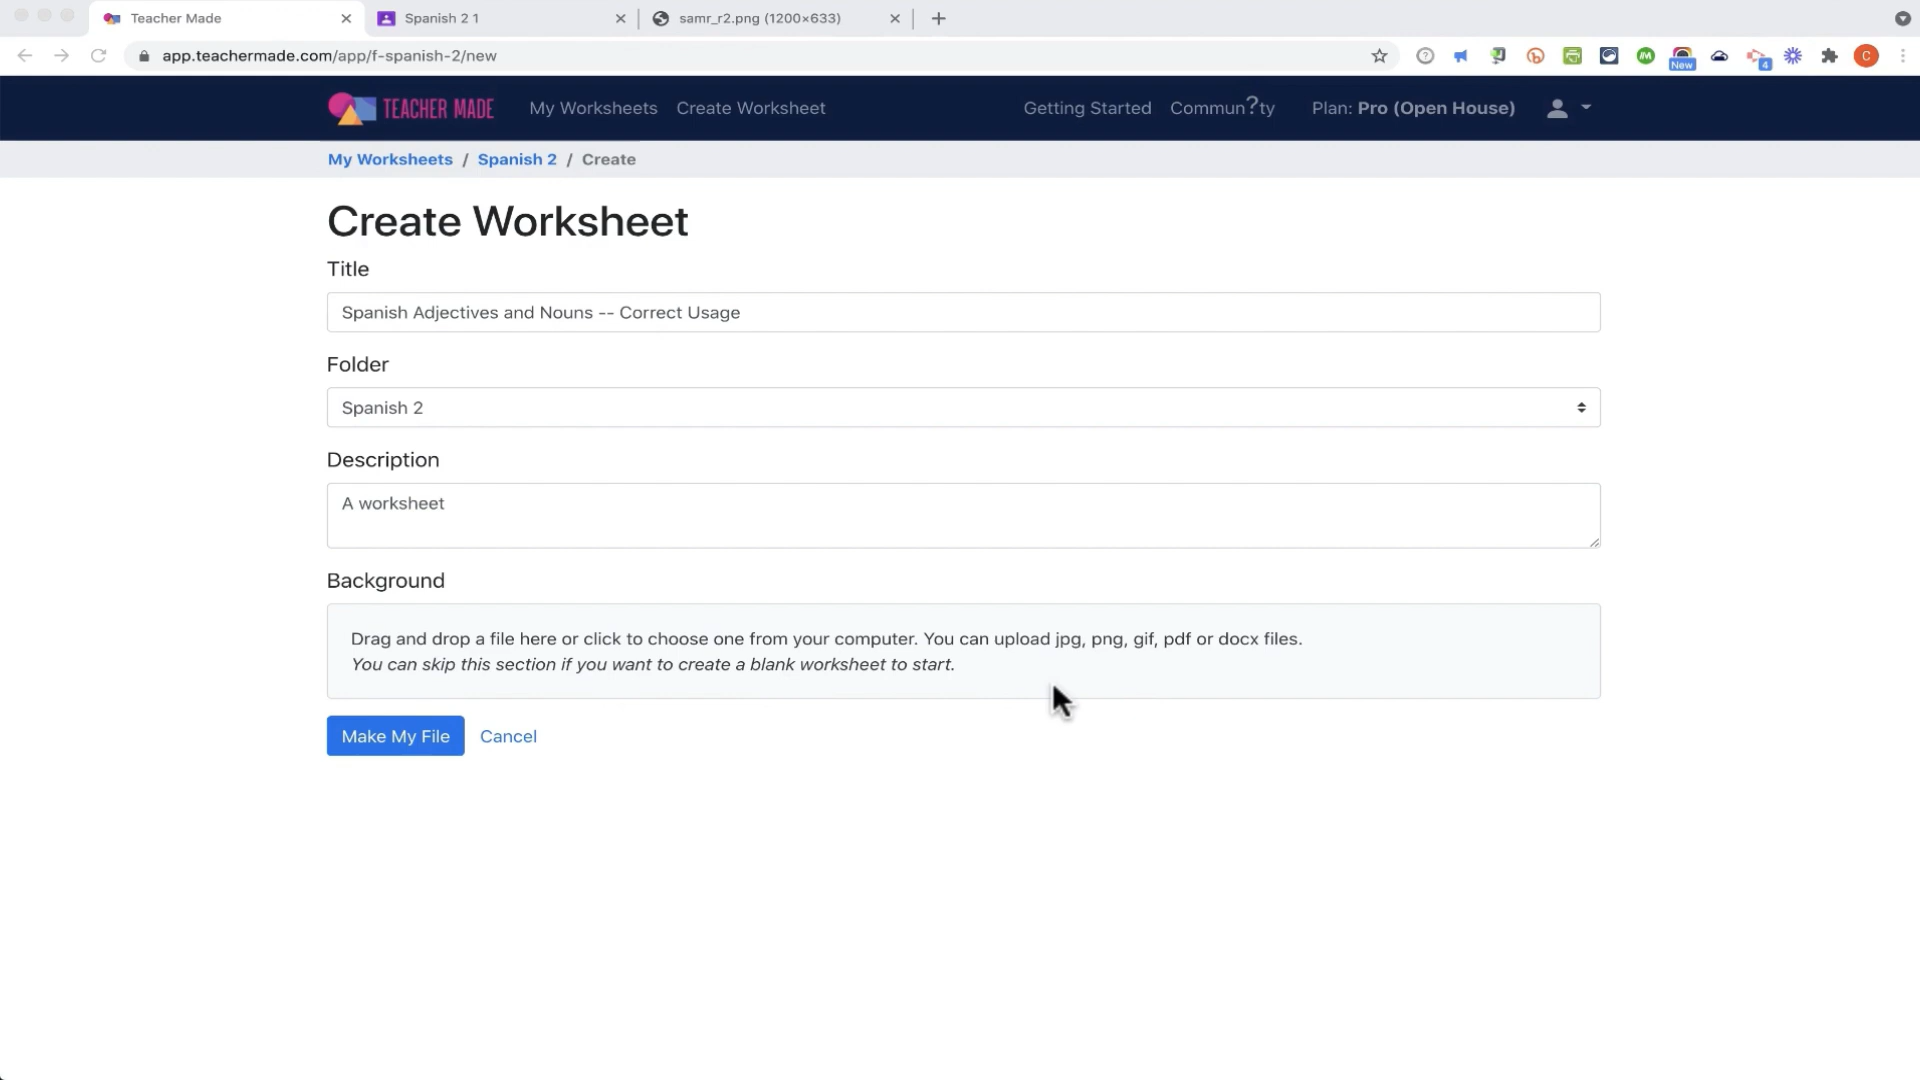 Teacher Made
Spanish 2 1
samr_r2.png (1200×633)
app.teachermade.com/app/f-spanish-2/new
New
4
C
TEACHER MADE
My Worksheets
Create Worksheet
Getting Started
Commun?ty
Plan: Pro (Open House)
My Worksheets / Spanish 2 / Create
Create Worksheet
Title
Spanish Adjectives and Nouns -- Correct Usage
Folder
Spanish 2
Description
A worksheet
Background
Drag and drop a file here or click to choose one from your computer. You can upload jpg, png, gif, pdf or docx files.
You can skip this section if you want to create a blank worksheet to start.
Make My File
Cancel